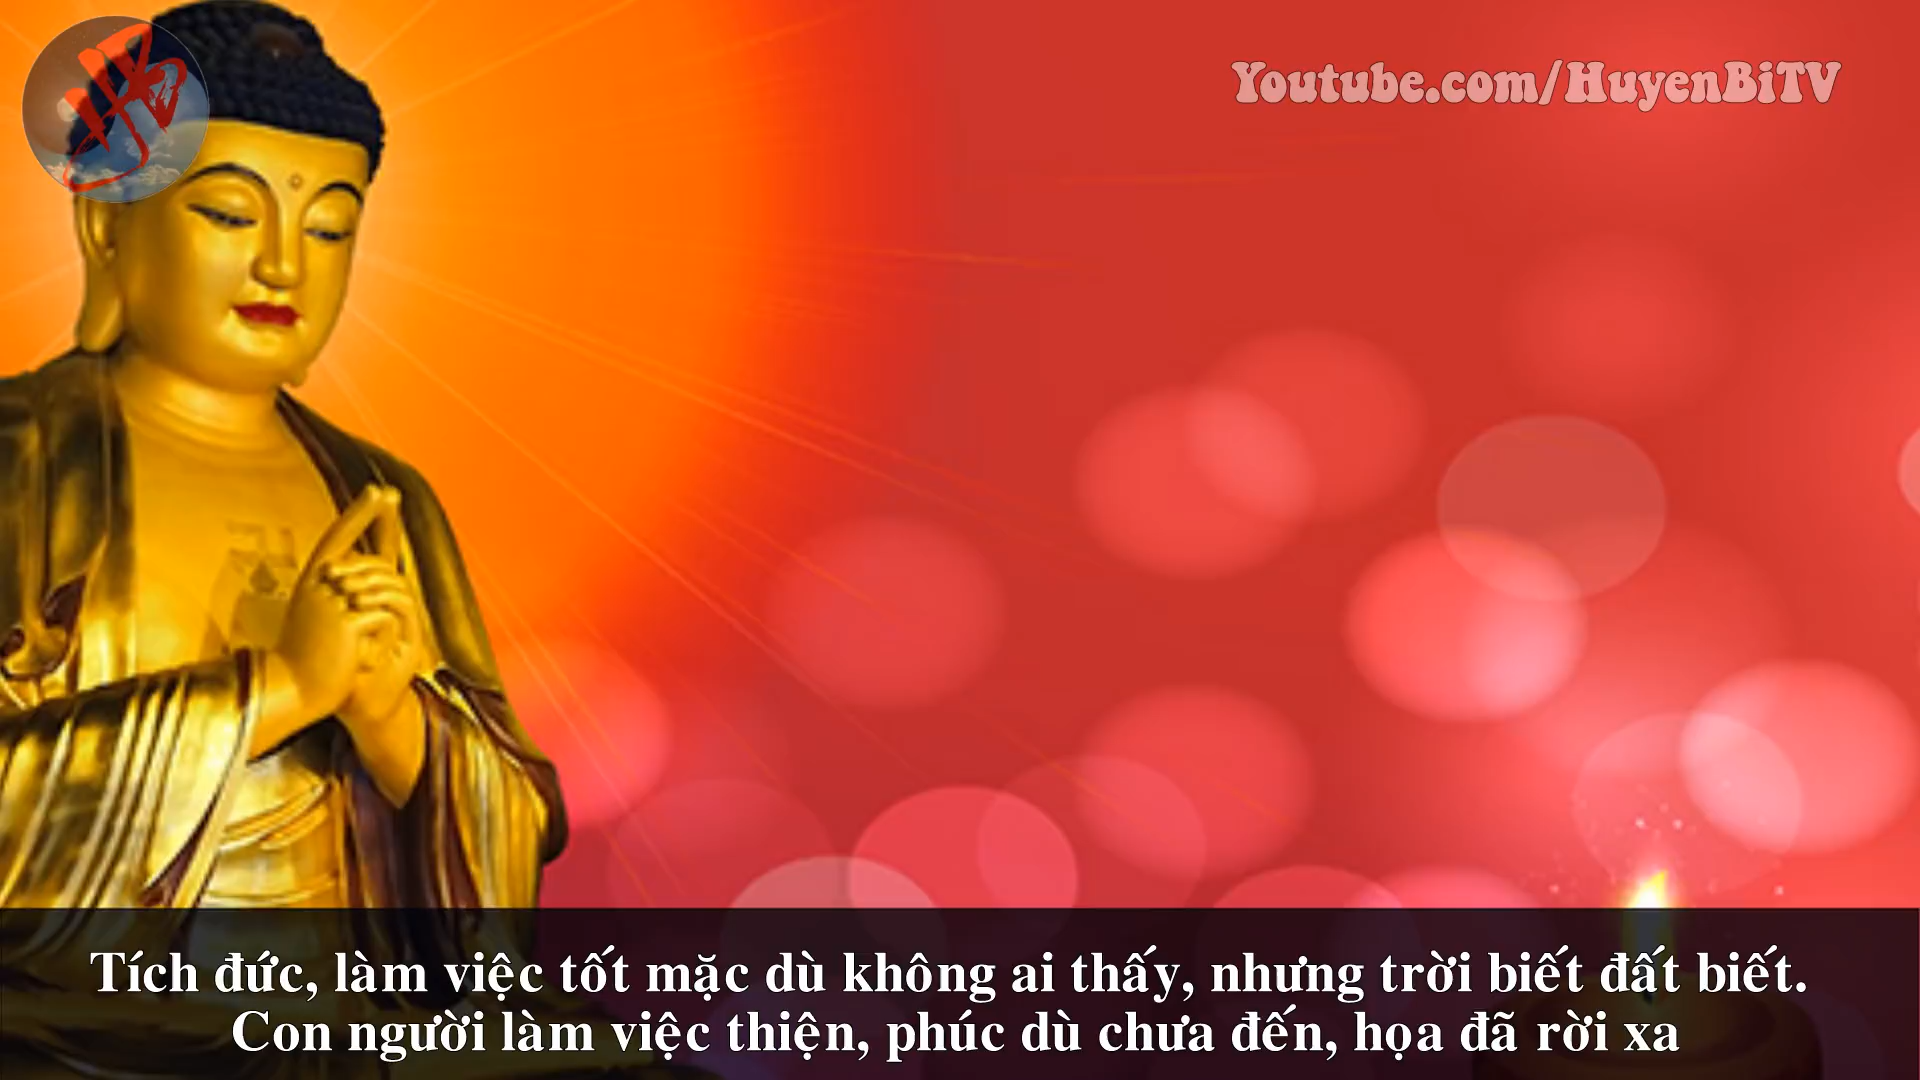 Youtube.com/HuyenBiTV
Tích đức, làm việc tốt mặc dù không ai thấy, nhưng trời biết đất biết.
Con người làm việc thiện, phúc dù chưa đến, họa đã rời xa